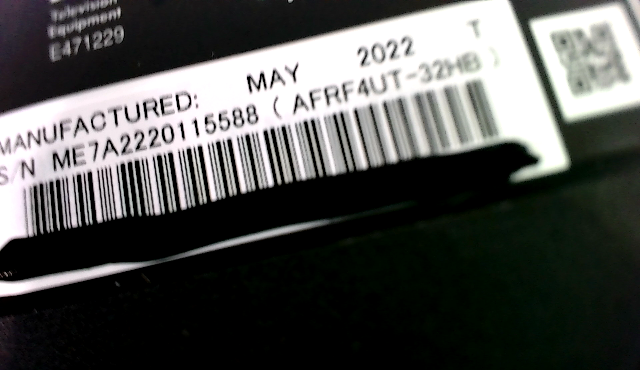 Television
Equipment
E471229
MANUFACTURED: MAY 2022 T
S/N ME7A2220115588 ( AFRF4UT-32HB )